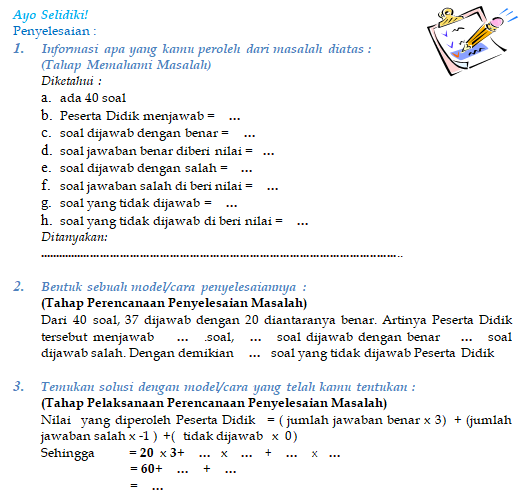 Ayo Selidiki!
Penyelesaian :
1. Informasi apa yang kamu peroleh dari masalah diatas :
(Tahap Memahami Masalah)
Diketahui :
a. ada 40 soal
b. Peserta Didik menjawab = ...
c. soal dijawab dengan benar = ...
d. soal jawaban benar diberi nilai = ...
e. soal dijawab dengan salah = ...
f. soal jawaban salah di beri nilai = ...
g. soal yang tidak dijawab = ...
h. soal yang tidak dijawab di beri nilai = ...
Ditanyakan:
........................................................................................................................
2. Bentuk sebuah model/cara penyelesaiannya :
(Tahap Perencanaan Penyelesaian Masalah)
Dari 40 soal, 37 dijawab dengan 20 diantaranya benar. Artinya Peserta Didik
tersebut menjawab ... .soal, ... soal dijawab dengan benar ... soal
dijawab salah. Dengan demikian ... soal yang tidak dijawab Peserta Didik
3. Temukan solusi dengan model/cara yang telah kamu tentukan :
(Tahap Pelaksanaan Perencanaan Penyelesaian Masalah)
Nilai yang diperoleh Peserta Didik = ( jumlah jawaban benar x 3) + (jumlah
jawaban salah x -1 ) +( tidak dijawab x 0)
Sehingga = 20 x 3+ ... x ... + ... x ...
= 60+ ... + ...
= ...